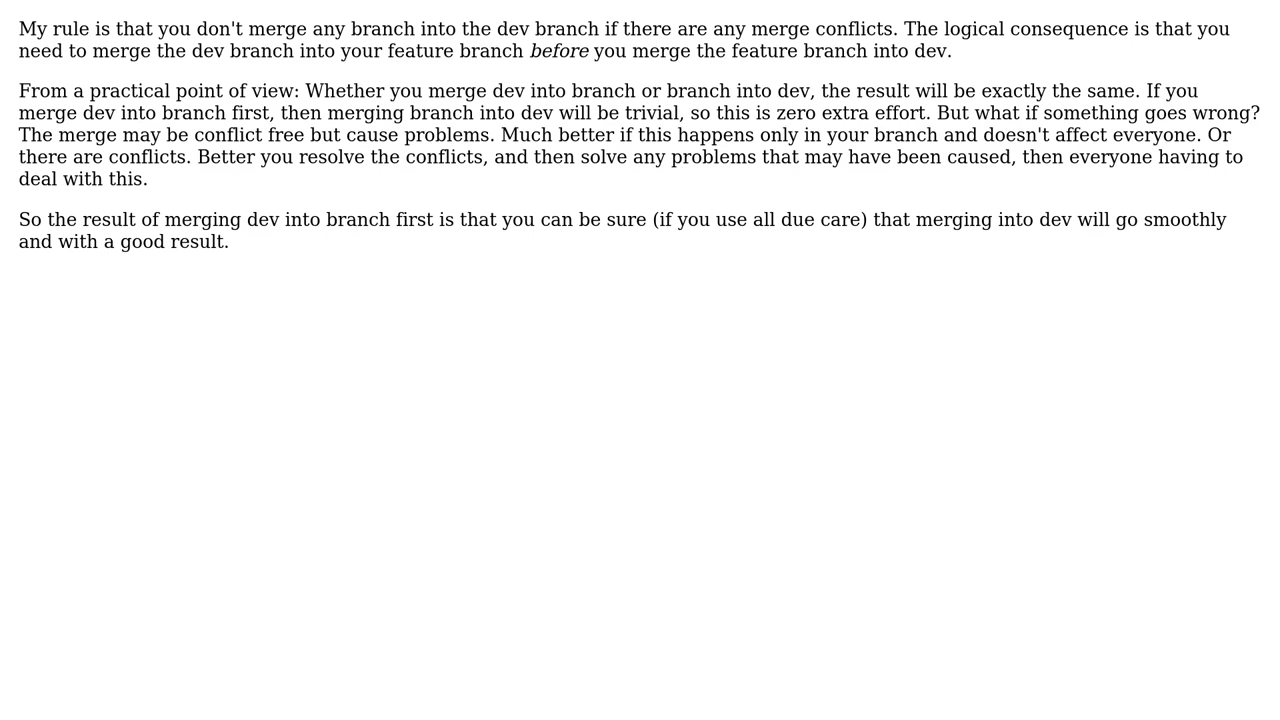 My rule is that you don't merge any branch into the dev branch if there are any merge conflicts. The logical consequence is that you
need to merge the dev branch into your feature branch before you merge the feature branch into dev.
From a practical point of view: Whether you merge dev into branch or branch into dev, the result will be exactly the same. If you
merge dev into branch first, then merging branch into dev will be trivial, so this is zero extra effort. But what if something goes wrong?
The merge may be conflict free but cause problems. Much better if this happens only in your branch and doesn't affect everyone. Or
there are conflicts. Better you resolve the conflicts, and then solve any problems that may have been caused, then everyone having to
deal with this.
So the result of merging dev into branch first is that you can be sure (if you use all due care) that merging into dev will go smoothly
and with a good result.